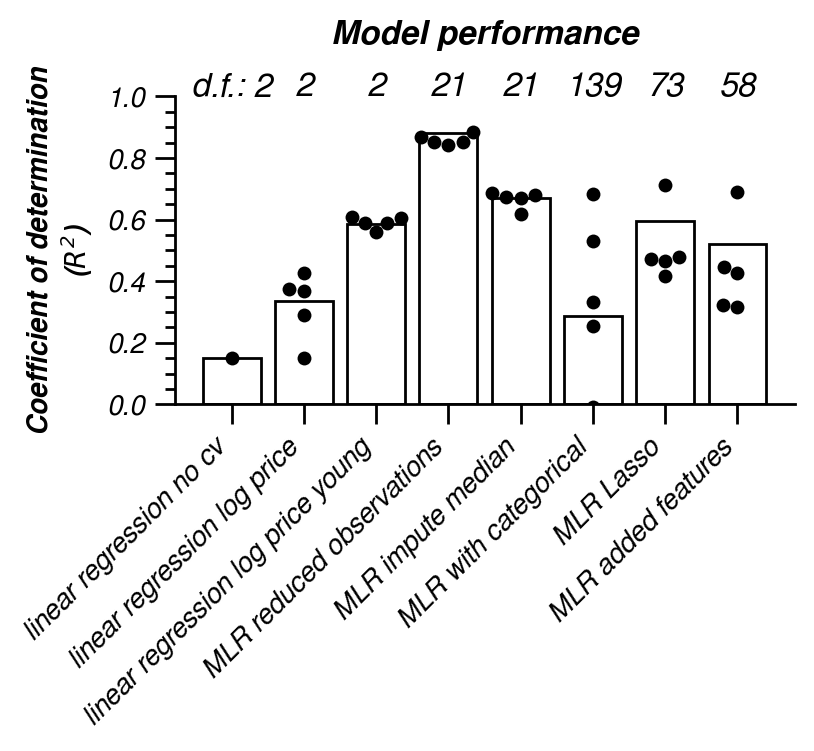 Model performance
d.f.: 2 2 2 21 21 139 73 58
Coefficient of determination
(R²)
1.0
0.8
0.6
0.4
0.2
0.0
linear regression no cv
linear regression log price
linear regression log price young
MLR reduced observations
MLR impute median
MLR with categorical
MLR Lasso
MLR added features